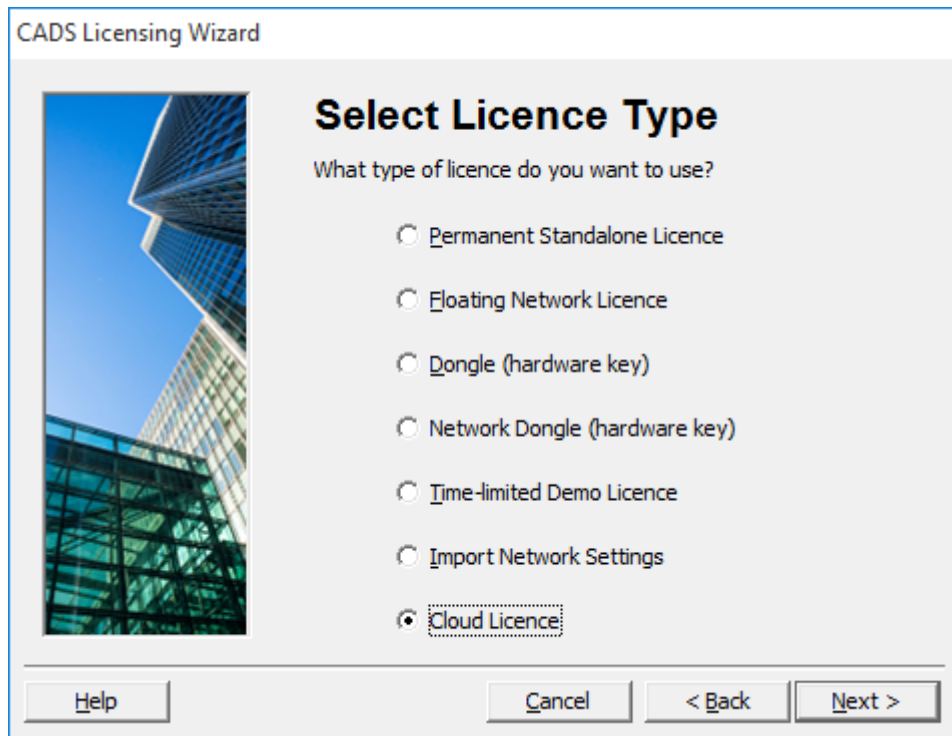 CADS Licensing Wizard
Select Licence Type
What type of licence do you want to use?
Permanent Standalone Licence
Floating Network Licence
Dongle (hardware key)
Network Dongle (hardware key)
Time-limited Demo Licence
Import Network Settings
Cloud Licence
Help Cancel < Back Next >